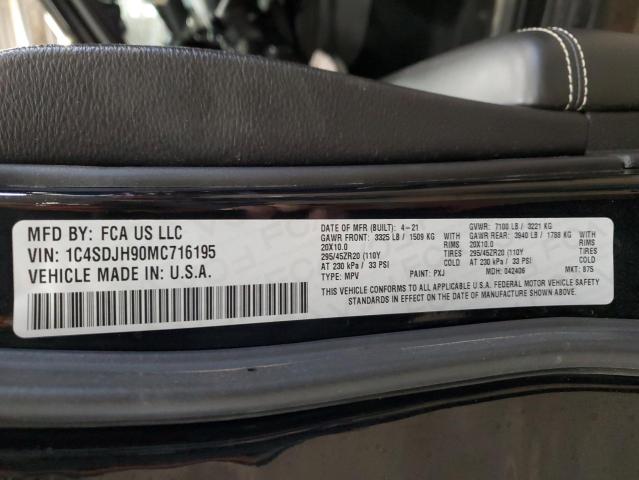 MFD BY: FCA US LLC
VIN: 1C4SDJH90MC716195
VEHICLE MADE IN: U.S.A.
DATE OF MFR (BUILT): 4-21 GVWR: 7100 LB / 3221 KG
GAWR FRONT: 3325 LB / 1509 KG WITH GAWR REAR: 3940 LB / 1788 KG WITH
20X10.0 RIMS 20X10.0 RIMS
295/45ZR20 (110Y TIRES 295/45ZR20 (110Y TIRES
AT 230 kPa / 33 PSI COLD AT 230 kPa / 33 PSI COLD
TYPE: MPV PAINT: PXJ MDH: 042406 MKT: 875
THIS VEHICLE CONFORMS TO ALL APPLICABLE U.S.A. FEDERAL MOTOR VEHICLE SAFETY
STANDARDS IN EFFECT ON THE DATE OF MANUFACTURE SHOWN ABOVE.